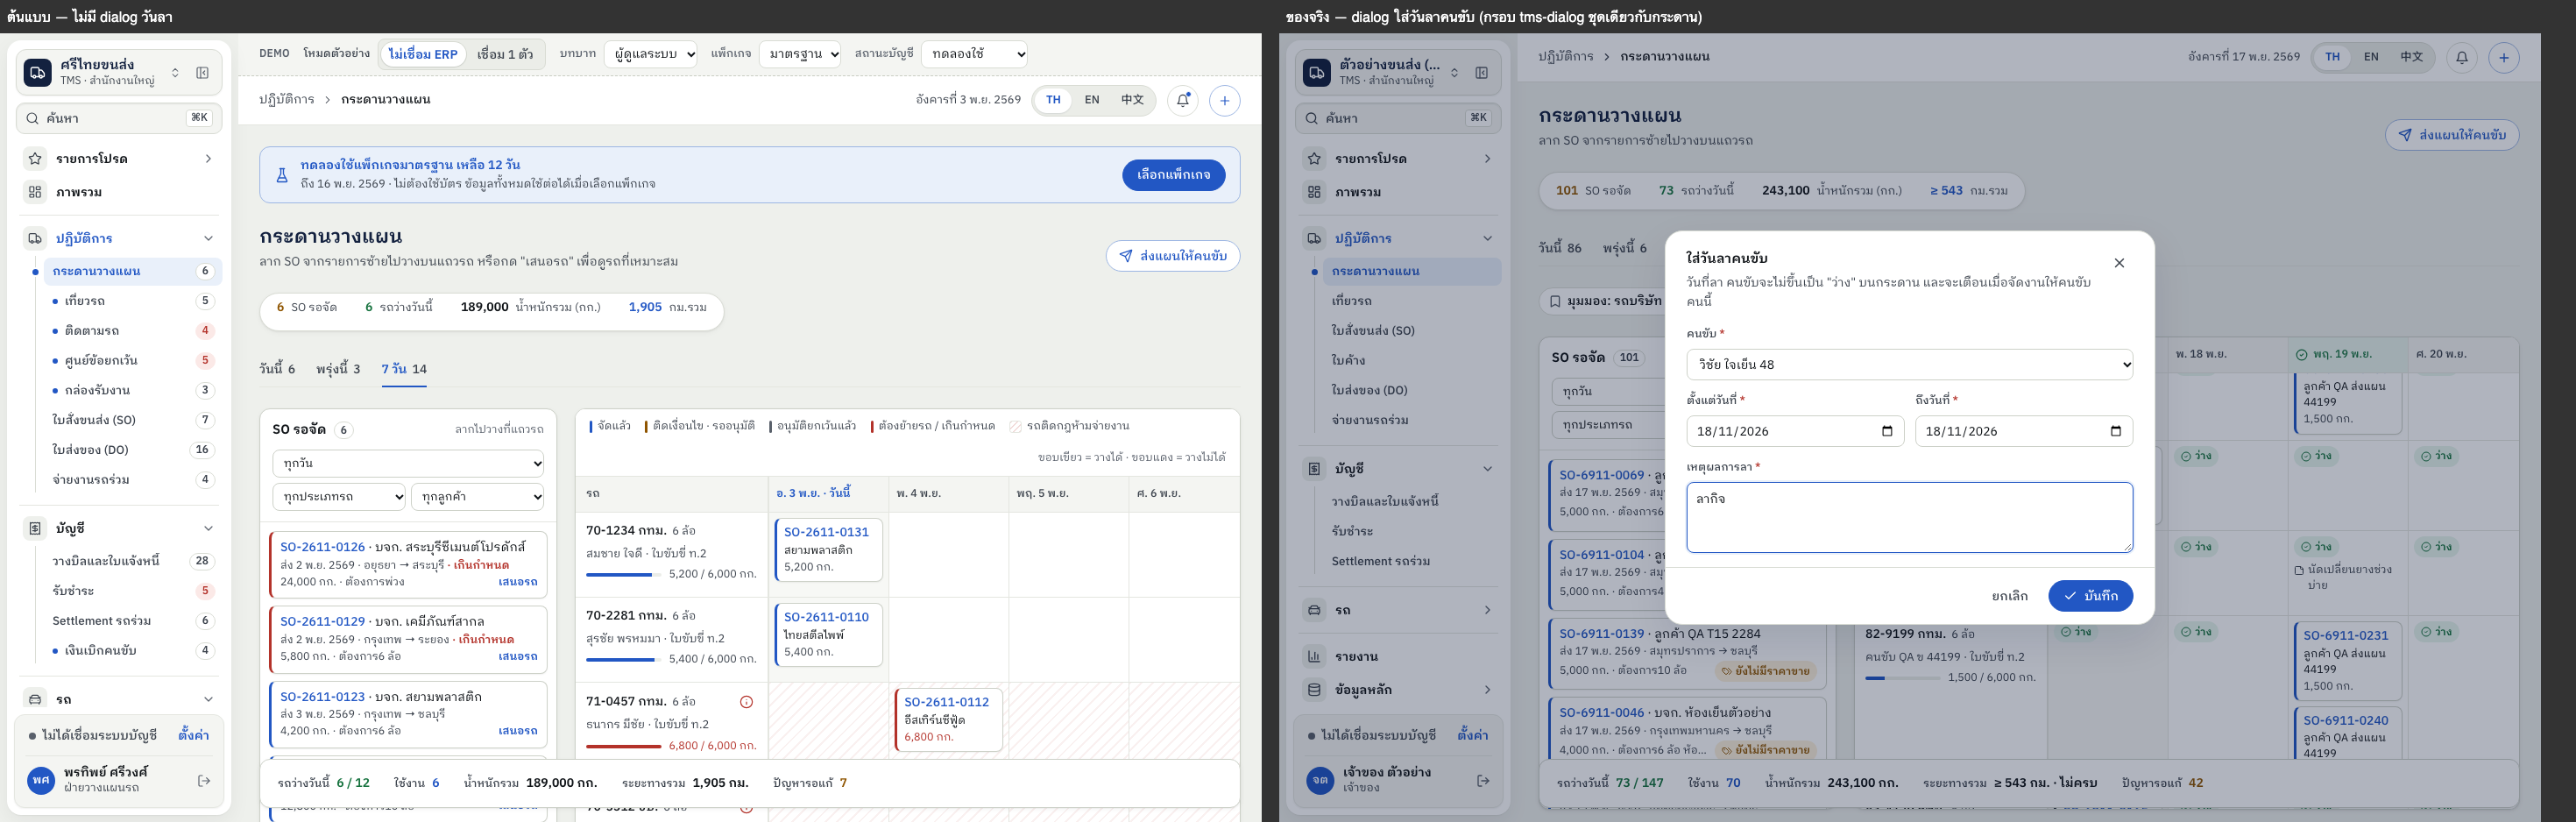 ต้นแบบ — ไม่มี dialog วันลา
ศรีไทยขนส่ง
TMS · สำนักงานใหญ่
ค้นหา ⌘K
รายการโปรด
ภาพรวม
ปฏิบัติการ
กระดานวางแผน 6
เที่ยวรถ 5
ติดตามรถ 4
ศูนย์ข้อยกเว้น 5
กล่องรับงาน 3
ใบสั่งขนส่ง (SO) 7
ใบส่งของ (DO) 16
จ่ายงานรถร่วม 4
บัญชี
วางบิลและใบแจ้งหนี้ 28
รับชำระ 5
Settlement รถร่วม 6
เงินเบิกคนขับ 4
รถ
ไม่ได้เชื่อมระบบบัญชี ตั้งค่า
พศ พรทิพย์ ศรีวงศ์
ฝ่ายวางแผนรถ
DEMO โหมดตัวอย่าง ไม่เชื่อม ERP เชื่อม 1 ตัว บทบาท ผู้ดูแลระบบ แพ็กเกจ มาตรฐาน สถานะบัญชี ทดลองใช้
ปฏิบัติการ › กระดานวางแผน อังคารที่ 3 พ.ย. 2569 TH EN 中文
ทดลองใช้แพ็กเกจมาตรฐาน เหลือ 12 วัน
ถึง 16 พ.ย. 2569 · ไม่ต้องใช้บัตร ข้อมูลทั้งหมดใช้ต่อได้เมื่อเลือกแพ็กเกจ
เลือกแพ็กเกจ
กระดานวางแผน
ลาก SO จากรายการซ้ายไปวางบนแถวรถ หรือกด "เสนอรถ" เพื่อดูรถที่เหมาะสม
ส่งแผนให้คนขับ
6 SO รอจัด 6 รถว่างวันนี้ 189,000 น้ำหนักรวม (กก.) 1,905 กม.รวม
วันนี้ 6 พรุ่งนี้ 3 7 วัน 14
SO รอจัด 6 ลากไปวางที่แถวรถ
ทุกวัน
ทุกประเภทรถ ทุกลูกค้า
SO-2611-0126 · บจก. สระบุรีซีเมนต์โปรดักส์
ส่ง 2 พ.ย. 2569 · อยุธยา → สระบุรี · เกินกำหนด
24,000 กก. · ต้องการพ่วง เสนอรถ
SO-2611-0129 · บจก. เคมีภัณฑ์สากล
ส่ง 2 พ.ย. 2569 · กรุงเทพ → ระยอง · เกินกำหนด
5,800 กก. · ต้องการ6 ล้อ เสนอรถ
SO-2611-0123 · บจก. สยามพลาสติก
ส่ง 3 พ.ย. 2569 · กรุงเทพ → ชลบุรี
4,200 กก. · ต้องการ6 ล้อ เสนอรถ
จัดแล้ว ติดเงื่อนไข · รออนุมัติ อนุมัติยกเว้นแล้ว ต้องย้ายรถ / เกินกำหนด รถติดกฎห้ามจ่ายงาน
ขอบเขียว = วางได้ · ขอบแดง = วางไม่ได้
รถ อ. 3 พ.ย. · วันนี้ พ. 4 พ.ย. พฤ. 5 พ.ย. ศ. 6 พ.ย.
70-1234 กทม. 6 ล้อ
สมชาย ใจดี · ใบขับขี่ ท.2
5,200 / 6,000 กก.
SO-2611-0131
สยามพลาสติก
5,200 กก.
70-2281 กทม. 6 ล้อ
สุรชัย พรหมมา · ใบขับขี่ ท.2
5,400 / 6,000 กก.
SO-2611-0110
ไทยสตีลไพพ์
5,400 กก.
71-0457 กทม. 6 ล้อ
ธนากร มีชัย · ใบขับขี่ ท.2
6,800 / 6,000 กก.
SO-2611-0112
อีสเทิร์นซีฟู้ด
6,800 กก.
รถว่างวันนี้ 6 / 12 ใช้งาน 6 น้ำหนักรวม 189,000 กก. ระยะทางรวม 1,905 กม. ปัญหารอแก้ 7
ของจริง — dialog ใส่วันลาคนขับ (กรอบ tms-dialog ชุดเดียวกับกระดาน)
ตัวอย่างขนส่ง (...
TMS · สำนักงานใหญ่
ค้นหา ⌘K
รายการโปรด
ภาพรวม
ปฏิบัติการ
กระดานวางแผน
เที่ยวรถ
ใบสั่งขนส่ง (SO)
ใบค้าง
ใบส่งของ (DO)
จ่ายงานรถร่วม
บัญชี
วางบิลและใบแจ้งหนี้
รับชำระ
Settlement รถร่วม
รถ
รายงาน
ข้อมูลหลัก
ไม่ได้เชื่อมระบบบัญชี ตั้งค่า
จต เจ้าของ ตัวอย่าง
เจ้าของ
ปฏิบัติการ › กระดานวางแผน อังคารที่ 17 พ.ย. 2569 TH EN 中文
กระดานวางแผน
ลาก SO จากรายการซ้ายไปวางบนแถวรถ
ส่งแผนให้คนขับ
101 SO รอจัด 73 รถว่างวันนี้ 243,100 น้ำหนักรวม (กก.) ≥ 543 กม.รวม
วันนี้ 86 พรุ่งนี้ 6
มุมมอง: รถบริษัท
SO รอจัด 101
ทุกวัน
ทุกประเภทรถ
SO-6911-0069 · ลูก
ส่ง 17 พ.ย. 2569 · สมุ
5,000 กก. · ต้องการ6
SO-6911-0104 · ลูก
ส่ง 17 พ.ย. 2569 · สมุ
5,000 กก. · ต้องการ
SO-6911-0139 · ลูกค้า QA T15 2284
ส่ง 17 พ.ย. 2569 · สมุทรปราการ → ชลบุรี
5,000 กก. · ต้องการ10 ล้อ ยังไม่มีราคาขาย
SO-6911-0046 · บจก. ห้องเย็นตัวอย่าง
ส่ง 17 พ.ย. 2569 · กรุงเทพมหานคร → ชลบุรี
4,000 กก. · ต้องการ6 ล้อ ห้อ... ยังไม่มีราคาขาย
ใส่วันลาคนขับ
วันที่ลา คนขับจะไม่ขึ้นเป็น "ว่าง" บนกระดาน และจะเตือนเมื่อจัดงานให้คนขับ
คนนี้
คนขับ *
วิชัย ใจเย็น 48
ตั้งแต่วันที่ * ถึงวันที่ *
18/11/2026 18/11/2026
เหตุผลการลา *
ลากิจ
ยกเลิก บันทึก
พ. 18 พ.ย. พฤ. 19 พ.ย. ศ. 20 พ.ย.
ลูกค้า QA ส่งแผน
44199
1,500 กก.
ว่าง ว่าง ว่าง
ว่าง ว่าง ว่าง
นัดเปลี่ยนยางช่วง
บ่าย
82-9199 กทม. 6 ล้อ
คนขับ QA ข 44199 · ใบขับขี่ ท.2
1,500 / 6,000 กก.
ว่าง ว่าง ว่าง
SO-6911-0231
ลูกค้า QA ส่งแผน
44199
1,500 กก.
SO-6911-0240
ลูกค้า QA ส่งแผน
44199
รถว่างวันนี้ 73 / 147 ใช้งาน 70 น้ำหนักรวม 243,100 กก. ระยะทางรวม ≥ 543 กม. · ไม่ครบ ปัญหารอแก้ 42